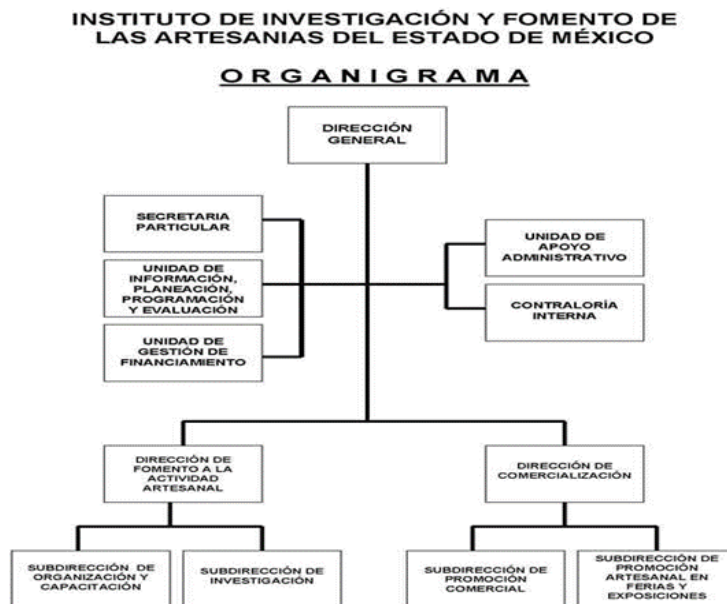 INSTITUTO DE INVESTIGACIÓN Y FOMENTO DE
LAS ARTESANIAS DEL ESTADO DE MÉXICO
ORGANIGRAMA
DIRECCIÓN
GENERAL
SECRETARIA
PARTICULAR
UNIDAD DE
INFORMACIÓN,
PLANEACIÓN,
PROGRAMACIÓN
Y EVALUACIÓN
UNIDAD DE
GESTIÓN DE
FINANCIAMIENTO
UNIDAD DE
APOYO
ADMINISTRATIVO
CONTRALORÍA
INTERNA
DIRECCIÓN DE
FOMENTO A LA
ACTIVIDAD
ARTESANAL
DIRECCIÓN DE
COMERCIALIZACIÓN
SUBDIRECCIÓN DE
ORGANIZACIÓN Y
CAPACITACIÓN
SUBDIRECCIÓN DE
INVESTIGACIÓN
SUBDIRECCIÓN DE
PROMOCIÓN
COMERCIAL
SUBDIRECCIÓN DE
PROMOCIÓN
ARTESANAL EN
FERIAS Y
EXPOSICIONES